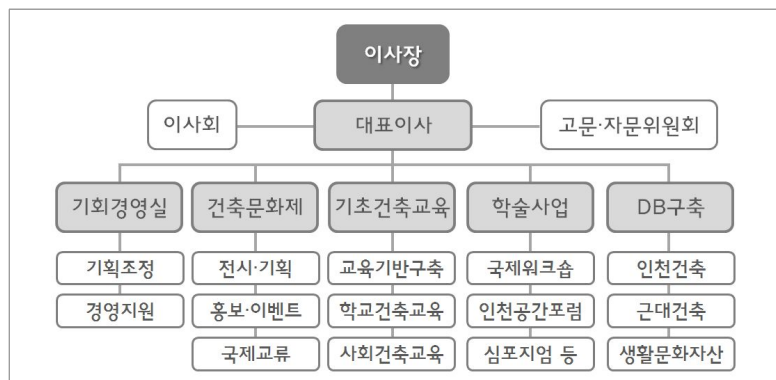 이사장
이사회
대표이사
고문·자문위원회
기회경영실
건축문화제
기초건축교육
학술사업
DB구축
기획조정
전시·기획
교육기반구축
국제워크숍
인천건축
경영지원
홍보·이벤트
학교건축교육
인천공간포럼
근대건축
국제교류
사회건축교육
심포지엄 등
생활문화자산